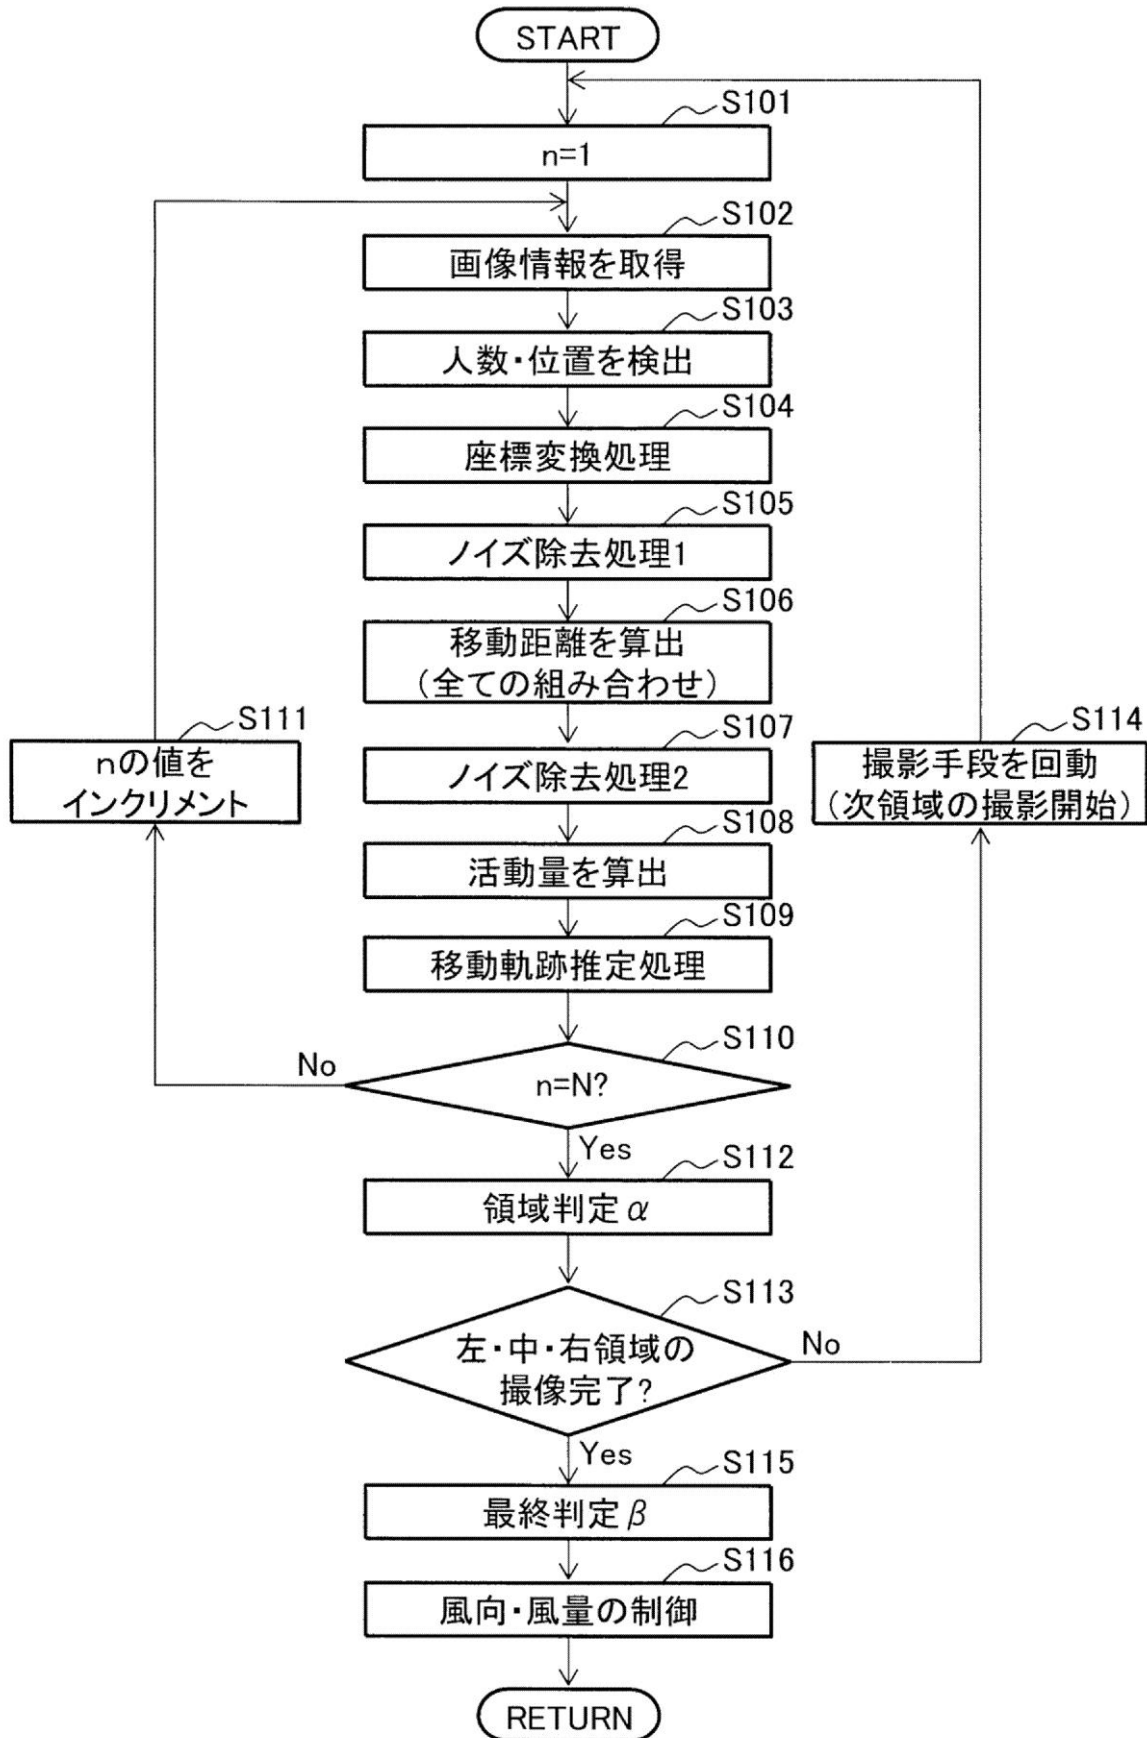 START
S101
n=1
S102
画像情報を取得
S103
人数・位置を検出
S104
座標変換処理
S105
ノイズ除去処理1
S106
移動距離を算出
(全ての組み合わせ)
S111
nの値を
インクリメント
S107
ノイズ除去処理2
S114
撮影手段を回動
(次領域の撮影開始)
S108
活動量を算出
S109
移動軌跡推定処理
S110
No
n=N?
Yes
S112
領域判定α
S113
左・中・右領域の
撮像完了?
No
Yes
S115
最終判定β
S116
風向・風量の制御
RETURN